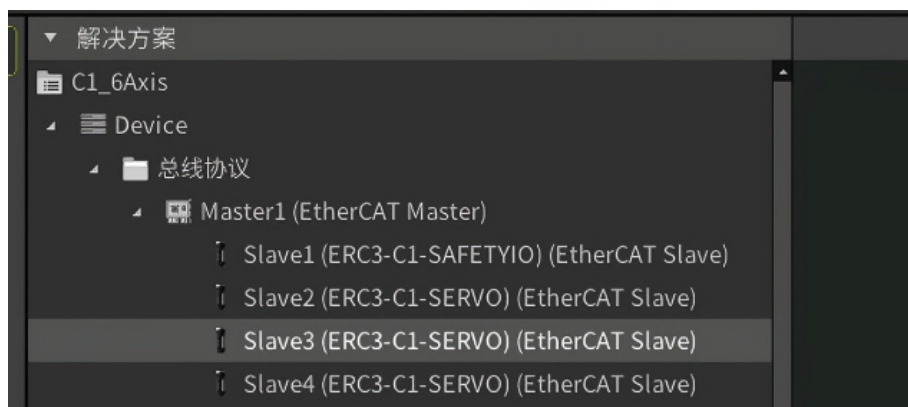 解决方案
C1_6Axis
Device
总线协议
Master1 (EtherCAT Master)
Slave1 (ERC3-C1-SAFETYIO) (EtherCAT Slave)
Slave2 (ERC3-C1-SERVO) (EtherCAT Slave)
Slave3 (ERC3-C1-SERVO) (EtherCAT Slave)
Slave4 (ERC3-C1-SERVO) (EtherCAT Slave)